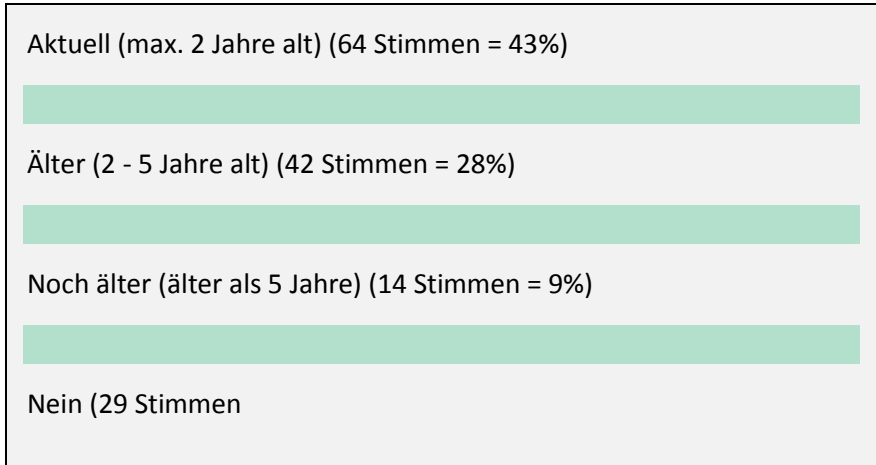 Aktuell (max. 2 Jahre alt) (64 Stimmen = 43%)
Älter (2 - 5 Jahre alt) (42 Stimmen = 28%)
Noch älter (älter als 5 Jahre) (14 Stimmen = 9%)
Nein (29 Stimmen